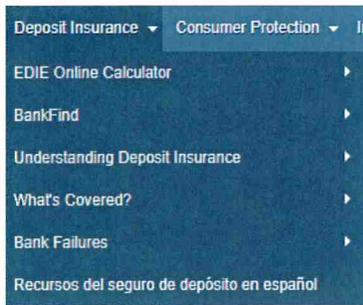 Deposit Insurance Consumer Protection
EDIE Online Calculator
BankFind
Understanding Deposit Insurance
What's Covered?
Bank Failures
Recursos del seguro de depósito en español